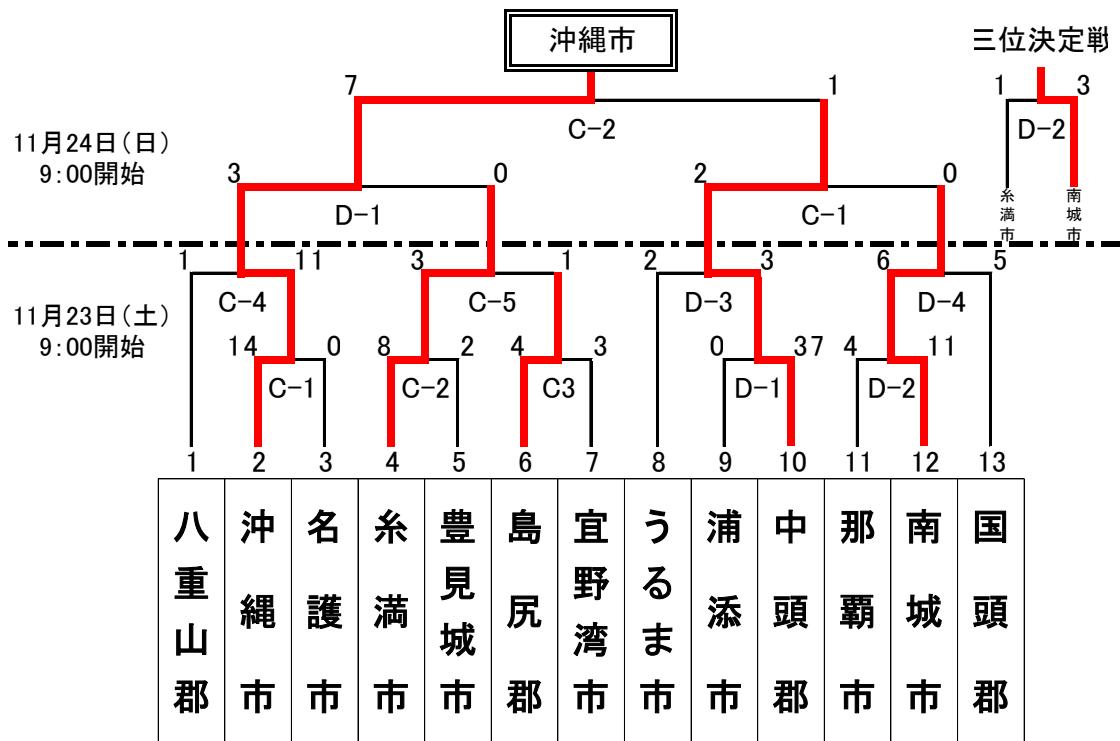 沖縄市
三位決定戦
7 1 1 3
C-2 D-2
11月24日(日)
9:00開始
3 0 2 0
糸満市 南城市
D-1 C-1
1 11 3 1 2 3 6 5
C-4 C-5 D-3 D-4
11月23日(土)
9:00開始
14 0 8 2 4 3 0 37 4 11
C-1 C-2 C3 D-1 D-2
1 2 3 4 5 6 7 8 9 10 11 12 13
八重山郡
沖縄市
名護市
糸満市
豊見城市
島尻郡
宜野湾市
うるま市
浦添市
中頭郡
那覇市
南城市
国頭郡